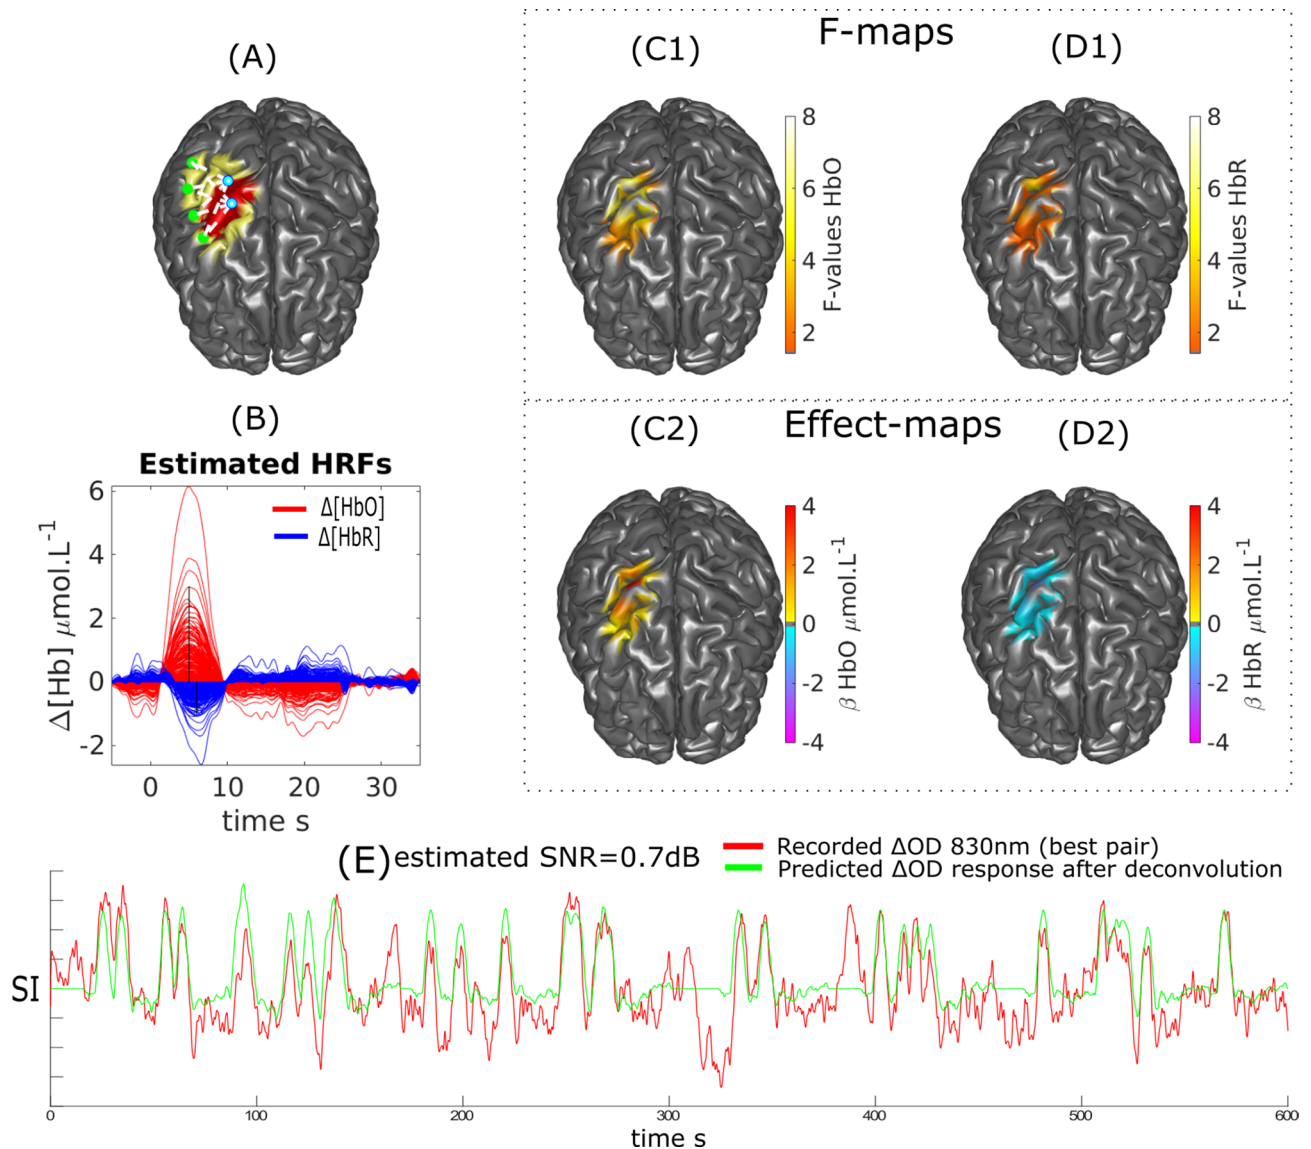 F-maps
(A)
(C1)
(D1)
8
6
4
2
F-values HbO
8
6
4
2
F-values HbR
(B)
Estimated HRFs
Δ[HbO]
Δ[HbR]
6
4
2
0
-2
Δ[Hb] μmol.L-1
0
10
20
30
time s
Effect-maps
(C2)
(D2)
4
2
0
-2
-4
β HbO μmol.L-1
4
2
0
-2
-4
β HbR μmol.L-1
(E) estimated SNR=0.7dB
Recorded ΔOD 830nm (best pair)
Predicted ΔOD response after deconvolution
SI
0
100
200
300
400
500
600
time s